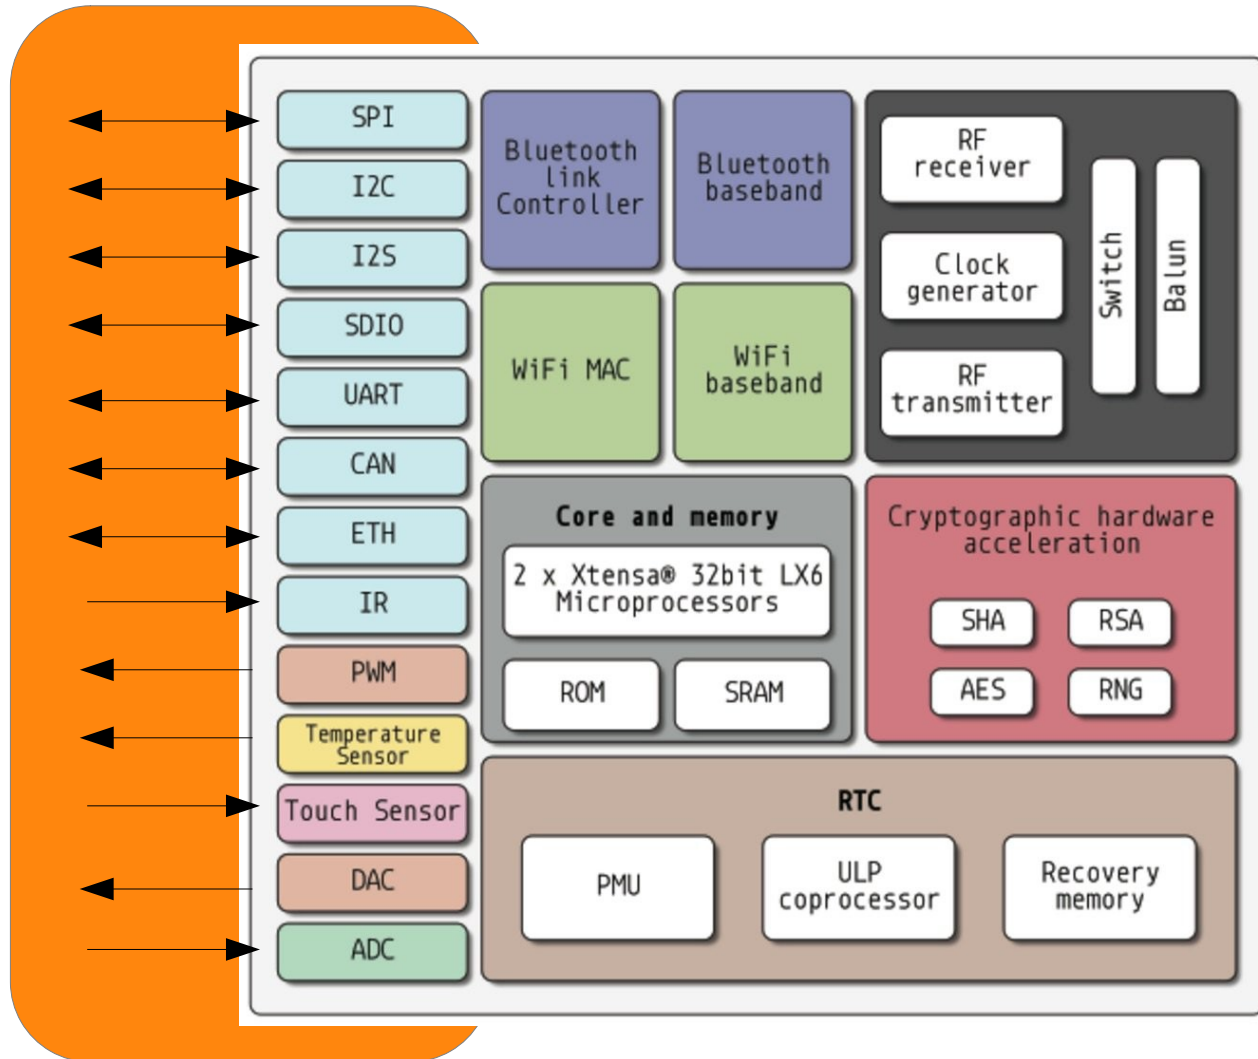 SPI
I2C
I2S
SDIO
UART
CAN
ETH
IR
PWM
Temperature
Sensor
Touch Sensor
DAC
ADC
Bluetooth
link
Controller
Bluetooth
baseband
WiFi MAC
WiFi
baseband
RF
receiver
Clock
generator
RF
transmitter
Switch
Balun
Core and memory
2 x Xtensa® 32bit LX6
Microprocessors
ROM
SRAM
Cryptographic hardware
acceleration
SHA
RSA
AES
RNG
RTC
PMU
ULP
coprocessor
Recovery
memory